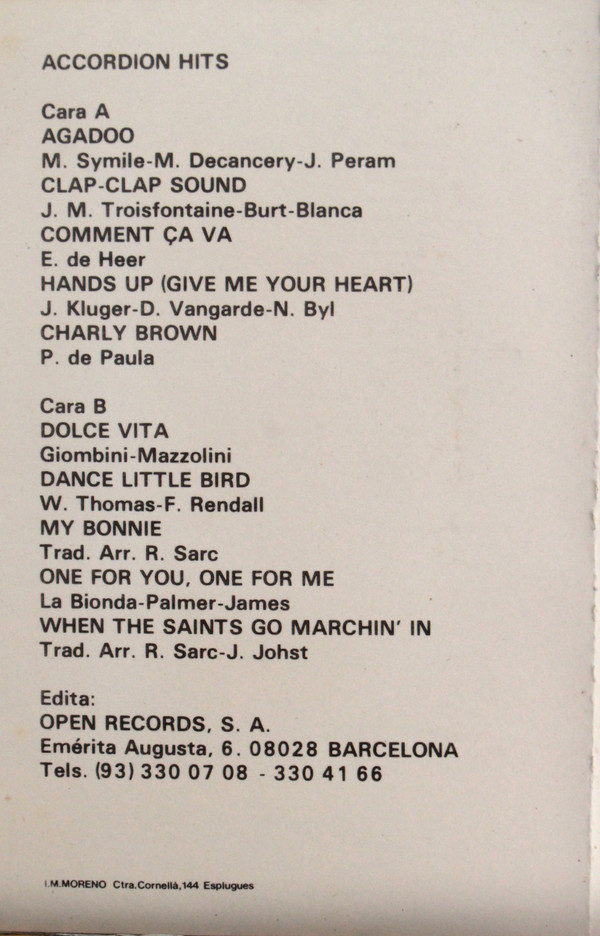 ACCORDION HITS
Cara A
AGADOO
M. Symile-M. Decancery-J. Peram
CLAP-CLAP SOUND
J. M. Troisfontaine-Burt-Blanca
COMMENT ÇA VA
E. de Heer
HANDS UP (GIVE ME YOUR HEART)
J. Kluger-D. Vangarde-N. Byl
CHARLY BROWN
P. de Paula
Cara B
DOLCE VITA
Giombini-Mazzolini
DANCE LITTLE BIRD
W. Thomas-F. Rendall
MY BONNIE
Trad. Arr. R. Sarc
ONE FOR YOU, ONE FOR ME
La Bionda-Palmer-James
WHEN THE SAINTS GO MARCHIN' IN
Trad. Arr. R. Sarc-J. Johst
Edita:
OPEN RECORDS, S. A.
Emérita Augusta, 6. 08028 BARCELONA
Tels. (93) 330 07 08 - 330 41 66
I.M.MORENO Ctra.Cornellà,144 Esplugues